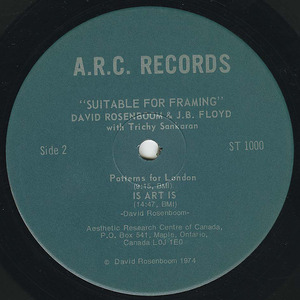 A.R.C. RECORDS
"SUITABLE FOR FRAMING"
DAVID ROSENBOOM & J.B. FLOYD
with Trichy Sankaran
Side 2
ST 1000
Patterns for London
BMI)
IS ART IS
(14:47, BMI)
-David Rosenboom-
Aesthetic Research Centre of Canada,
P.O. Box 541, Maple, Ontario,
Canada L0J 1E0
© David Rosenboom 1974